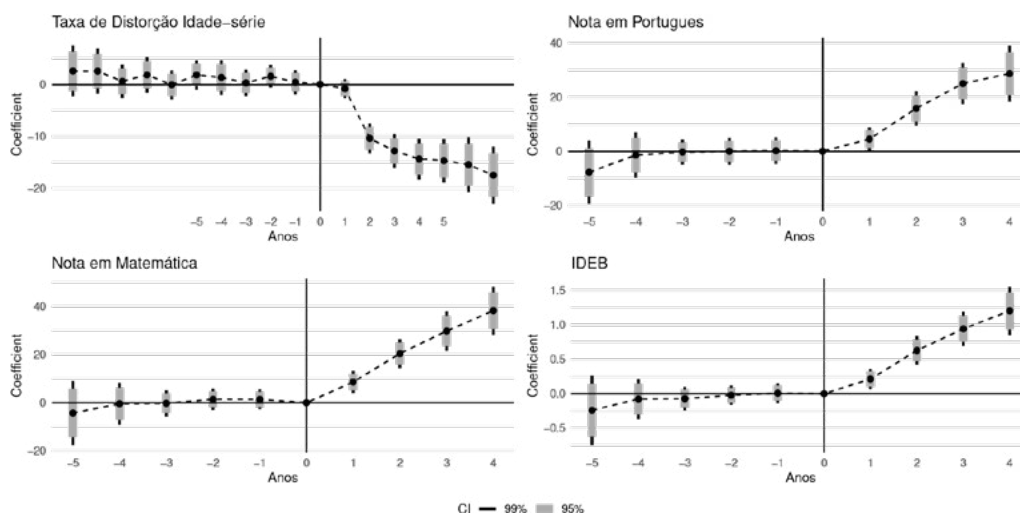 Taxa de Distorção Idade-série
Coefficient
0
-10
-20
-5 -4 -3 -2 -1 0 1 2 3 4 5
Anos
Nota em Portugues
Coefficient
40
20
0
-20
-5 -4 -3 -2 -1 0 1 2 3 4
Anos
Nota em Matemática
Coefficient
40
20
0
-20
-5 -4 -3 -2 -1 0 1 2 3 4
Anos
IDEB
Coefficient
1.5
1.0
0.5
0.0
-0.5
-5 -4 -3 -2 -1 0 1 2 3 4
Anos
CI 99% 95%